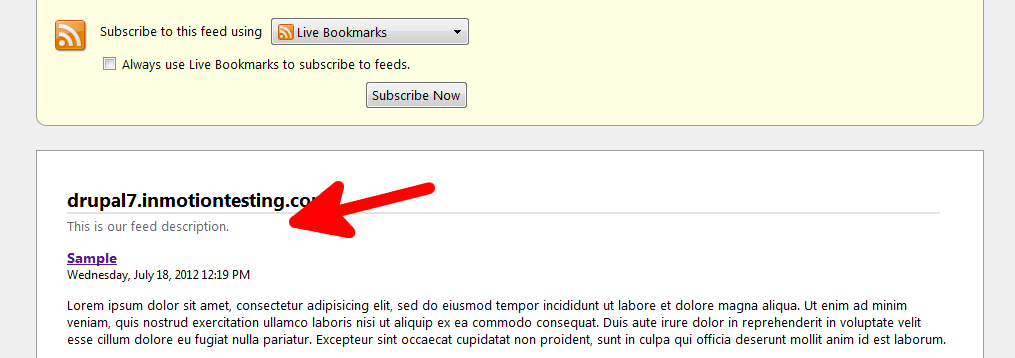 Subscribe to this feed using Live Bookmarks
Always use Live Bookmarks to subscribe to feeds.
Subscribe Now
drupal7.inmotiontesting.co
This is our feed description.
Sample
Wednesday, July 18, 2012 12:19 PM
Lorem ipsum dolor sit amet, consectetur adipisicing elit, sed do eiusmod tempor incididunt ut labore et dolore magna aliqua. Ut enim ad minim
veniam, quis nostrud exercitation ullamco laboris nisi ut aliquip ex ea commodo consequat. Duis aute irure dolor in reprehenderit in voluptate velit
esse cillum dolore eu fugiat nulla pariatur. Excepteur sint occaecat cupidatat non proident, sunt in culpa qui officia deserunt mollit anim id est laborum.